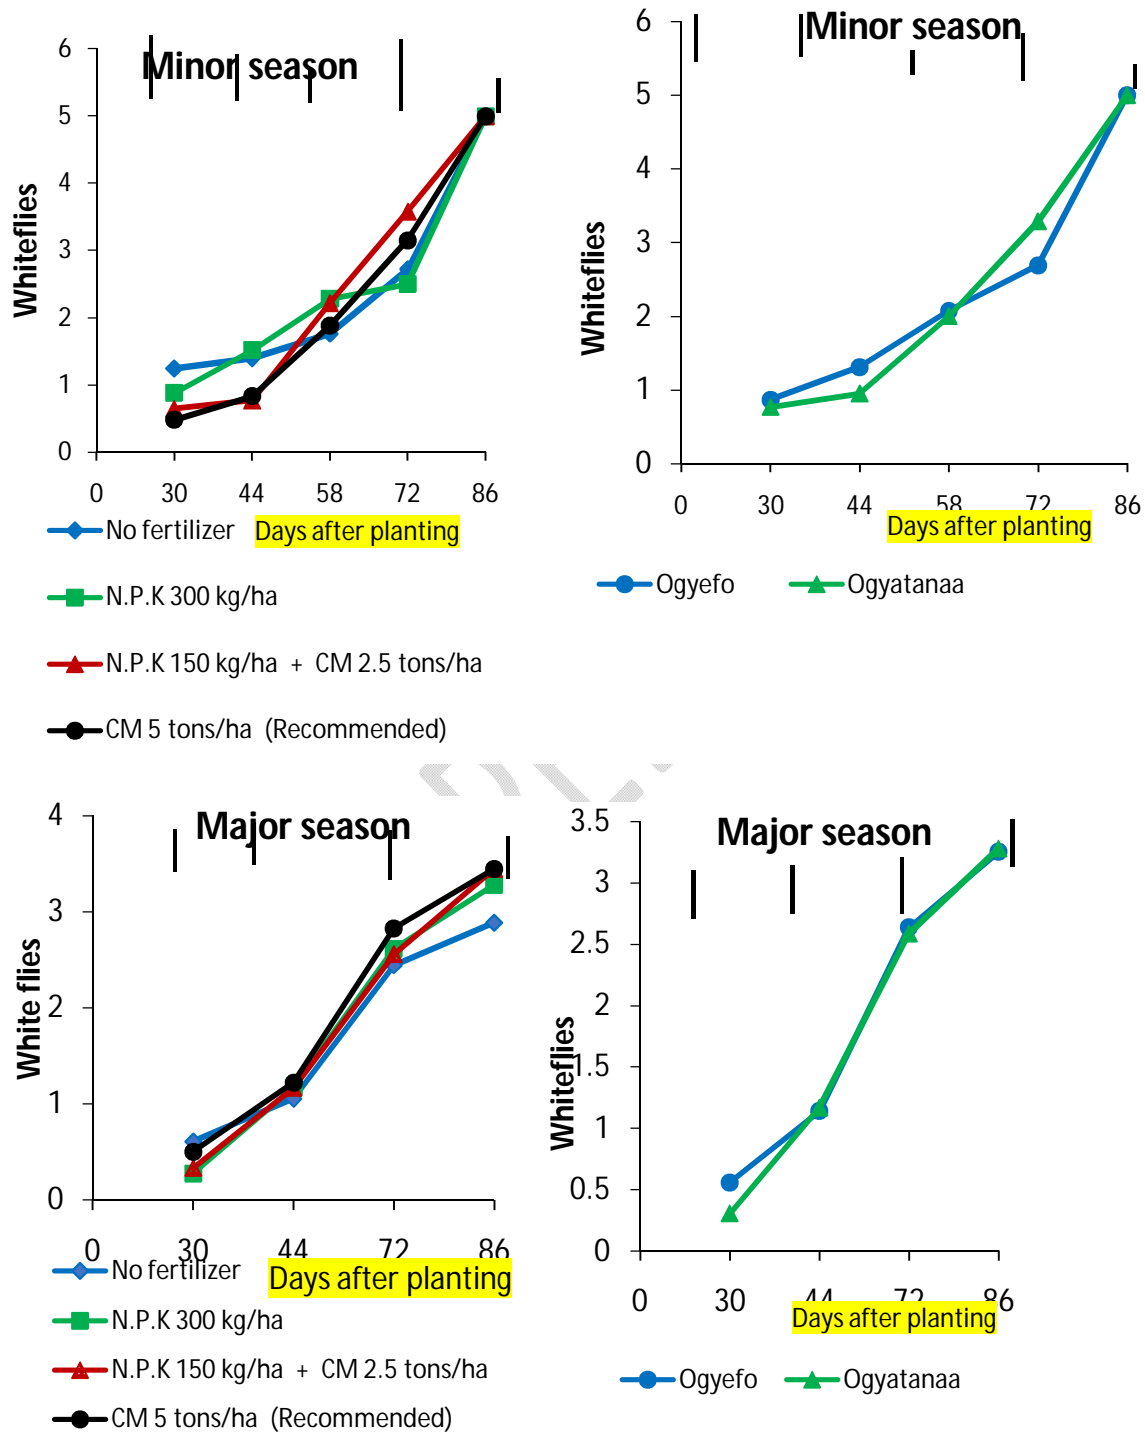 Minor season
6
5
4
3
2
1
0
Whiteflies
0 30 44 58 72 86
Days after planting
No fertilizer
N.P.K 300 kg/ha
N.P.K 150 kg/ha + CM 2.5 tons/ha
CM 5 tons/ha (Recommended)
Minor season
6
5
4
3
2
1
0
Whiteflies
0 30 44 58 72 86
Days after planting
Ogyefo Ogyatanaa
Major season
4
3
2
1
0
White flies
0 30 44 72 86
Days after planting
No fertilizer
N.P.K 300 kg/ha
N.P.K 150 kg/ha + CM 2.5 tons/ha
CM 5 tons/ha (Recommended)
Major season
3.5
3
2.5
2
1.5
1
0.5
0
Whiteflies
0 30 44 72 86
Days after planting
Ogyefo Ogyatanaa